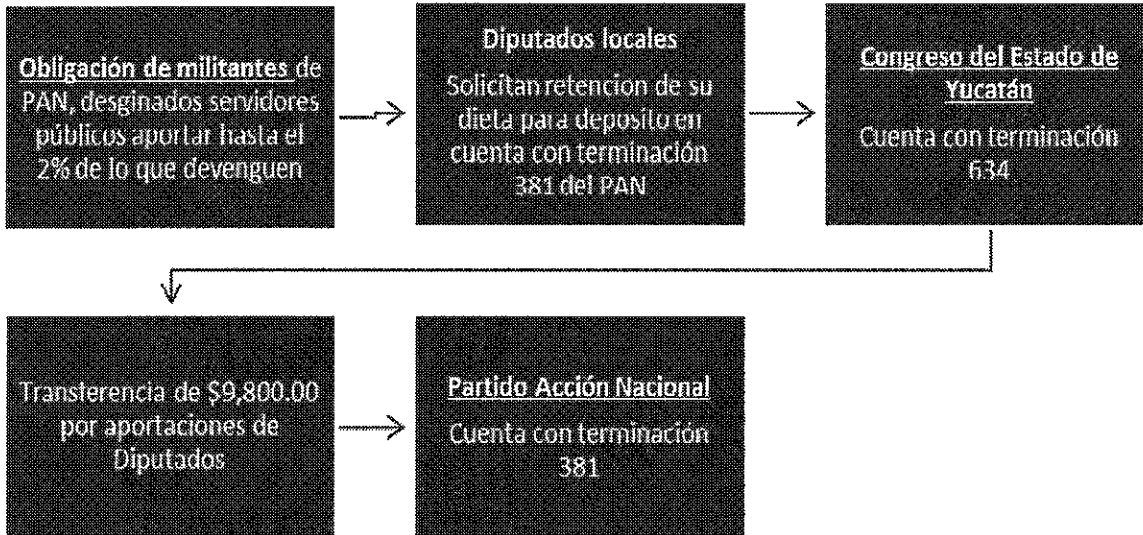 Obligación de militantes de
PAN, desginados servidores
públicos aportar hasta el
2% de lo que devenguen
Diputados locales
Solicitan retencion de su
dieta para deposito en
cuenta con terminación
381 del PAN
Congreso del Estado de
Yucatán
Cuenta con terminación
634
Transferencia de $9,800.00
por aportaciones de
Diputados
Partido Acción Nacional
Cuenta con terminación
381